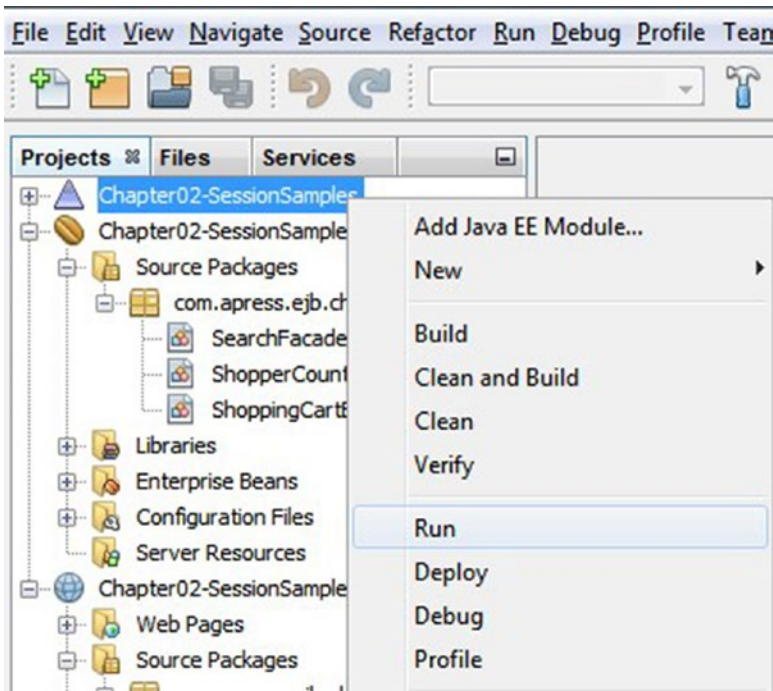 File Edit View Navigate Source Refactor Run Debug Profile
Projects Files Services
Chapter02-SessionSamples
Chapter02-SessionSample
Source Packages
com.apress.ejb.ch
SearchFacade
ShopperCount
ShoppingCartB
Libraries
Enterprise Beans
Configuration Files
Server Resources
Chapter02-SessionSample
Web Pages
Source Packages
Add Java EE Module...
New
Build
Clean and Build
Clean
Verify
Run
Deploy
Debug
Profile